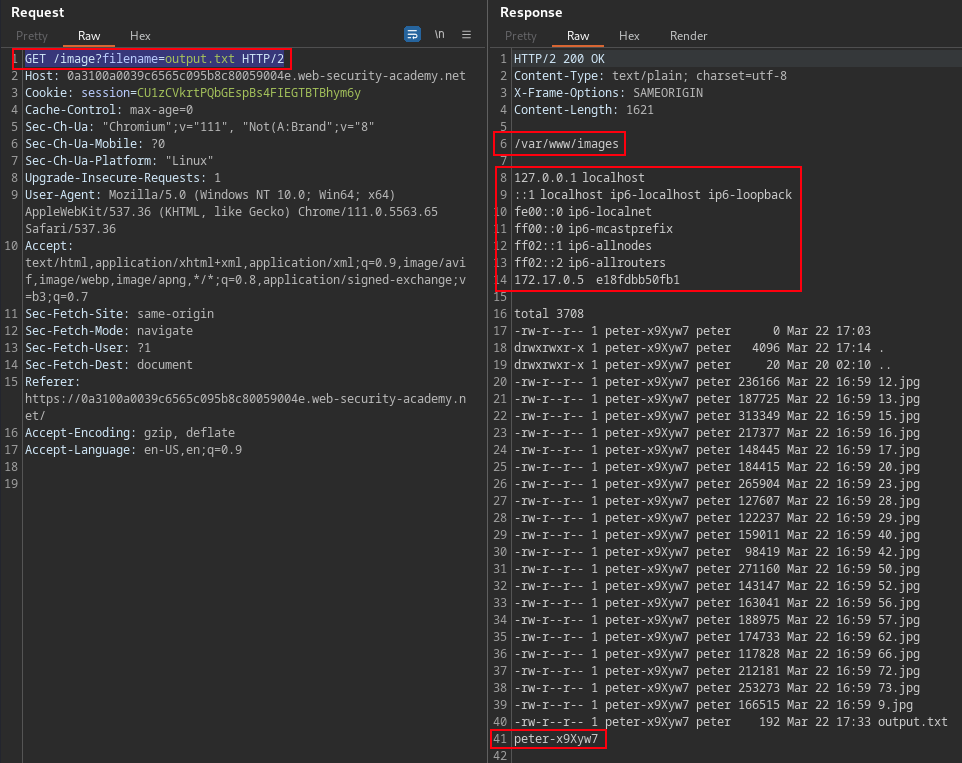 Request
Pretty Raw Hex \n
1 GET /image?filename=output.txt HTTP/2
2 Host: 0a3100a0039c6565c095b8c80059004e.web-security-academy.net
3 Cookie: session=CU1zCVkrtPQbGEspBs4FIEGTBTBhym6y
4 Cache-Control: max-age=0
5 Sec-Ch-Ua: "Chromium";v="111", "Not(A:Brand";v="8"
6 Sec-Ch-Ua-Mobile: ?0
7 Sec-Ch-Ua-Platform: "Linux"
8 Upgrade-Insecure-Requests: 1
9 User-Agent: Mozilla/5.0 (Windows NT 10.0; Win64; x64)
AppleWebKit/537.36 (KHTML, like Gecko) Chrome/111.0.5563.65
Safari/537.36
10 Accept:
text/html,application/xhtml+xml,application/xml;q=0.9,image/avi
f,image/webp,image/apng,*/*;q=0.8,application/signed-exchange;v
=b3;q=0.7
11 Sec-Fetch-Site: same-origin
12 Sec-Fetch-Mode: navigate
13 Sec-Fetch-User: ?1
14 Sec-Fetch-Dest: document
15 Referer:
https://0a3100a0039c6565c095b8c80059004e.web-security-academy.n
et/
16 Accept-Encoding: gzip, deflate
17 Accept-Language: en-US,en;q=0.9
18
19
Response
Pretty Raw Hex Render
1 HTTP/2 200 OK
2 Content-Type: text/plain; charset=utf-8
3 X-Frame-Options: SAMEORIGIN
4 Content-Length: 1621
5
6 /var/www/images
7
8 127.0.0.1 localhost
9 ::1 localhost ip6-localhost ip6-loopback
10 fe00::0 ip6-localnet
11 ff00::0 ip6-mcastprefix
12 ff02::1 ip6-allnodes
13 ff02::2 ip6-allrouters
14 172.17.0.5 e18fdbb50fb1
15
16 total 3708
17 -rw-r--r-- 1 peter-x9Xyw7 peter 0 Mar 22 17:03
18 drwxrwxr-x 1 peter-x9Xyw7 peter 4096 Mar 22 17:14 .
19 drwxrwxr-x 1 peter-x9Xyw7 peter 20 Mar 20 02:10 ..
20 -rw-r--r-- 1 peter-x9Xyw7 peter 236166 Mar 22 16:59 12.jpg
21 -rw-r--r-- 1 peter-x9Xyw7 peter 187725 Mar 22 16:59 13.jpg
22 -rw-r--r-- 1 peter-x9Xyw7 peter 313349 Mar 22 16:59 15.jpg
23 -rw-r--r-- 1 peter-x9Xyw7 peter 217377 Mar 22 16:59 16.jpg
24 -rw-r--r-- 1 peter-x9Xyw7 peter 148445 Mar 22 16:59 17.jpg
25 -rw-r--r-- 1 peter-x9Xyw7 peter 184415 Mar 22 16:59 20.jpg
26 -rw-r--r-- 1 peter-x9Xyw7 peter 265904 Mar 22 16:59 23.jpg
27 -rw-r--r-- 1 peter-x9Xyw7 peter 127607 Mar 22 16:59 28.jpg
28 -rw-r--r-- 1 peter-x9Xyw7 peter 122237 Mar 22 16:59 29.jpg
29 -rw-r--r-- 1 peter-x9Xyw7 peter 159011 Mar 22 16:59 40.jpg
30 -rw-r--r-- 1 peter-x9Xyw7 peter 98419 Mar 22 16:59 42.jpg
31 -rw-r--r-- 1 peter-x9Xyw7 peter 271160 Mar 22 16:59 50.jpg
32 -rw-r--r-- 1 peter-x9Xyw7 peter 143147 Mar 22 16:59 52.jpg
33 -rw-r--r-- 1 peter-x9Xyw7 peter 163041 Mar 22 16:59 56.jpg
34 -rw-r--r-- 1 peter-x9Xyw7 peter 188975 Mar 22 16:59 57.jpg
35 -rw-r--r-- 1 peter-x9Xyw7 peter 174733 Mar 22 16:59 62.jpg
36 -rw-r--r-- 1 peter-x9Xyw7 peter 117828 Mar 22 16:59 66.jpg
37 -rw-r--r-- 1 peter-x9Xyw7 peter 212181 Mar 22 16:59 72.jpg
38 -rw-r--r-- 1 peter-x9Xyw7 peter 253273 Mar 22 16:59 73.jpg
39 -rw-r--r-- 1 peter-x9Xyw7 peter 166515 Mar 22 16:59 9.jpg
40 -rw-r--r-- 1 peter-x9Xyw7 peter 192 Mar 22 17:33 output.txt
41 peter-x9Xyw7
42